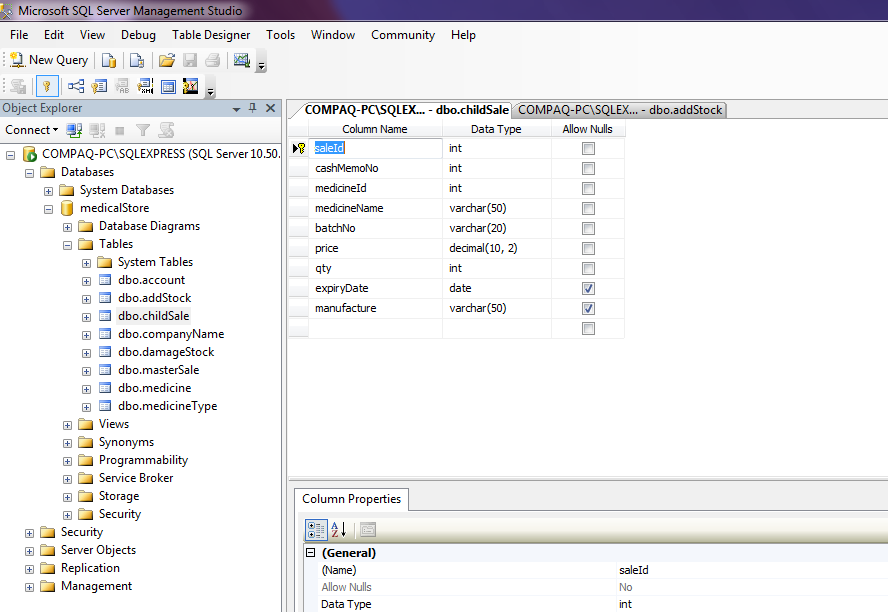 Microsoft SQL Server Management Studio
File Edit View Debug Table Designer Tools Window Community Help
New Query
Object Explorer
Connect
COMPAQ-PC\SQLEXPRESS (SQL Server 10.50.
Databases
System Databases
medicalStore
Database Diagrams
Tables
System Tables
dbo.account
dbo.addStock
dbo.childSale
dbo.companyName
dbo.damageStock
dbo.masterSale
dbo.medicine
dbo.medicineType
Views
Synonyms
Programmability
Service Broker
Storage
Security
Security
Server Objects
Replication
Management
COMPAQ-PC\SQLEX... - dbo.childSale COMPAQ-PC\SQLEX... - dbo.addStock
Column Name Data Type Allow Nulls
saleId int
cashMemoNo int
medicineId int
medicineName varchar(50)
batchNo varchar(20)
price decimal(10, 2)
qty int
expiryDate date
manufacture varchar(50)
Column Properties
(General)
(Name) saleId
Allow Nulls No
Data Type int